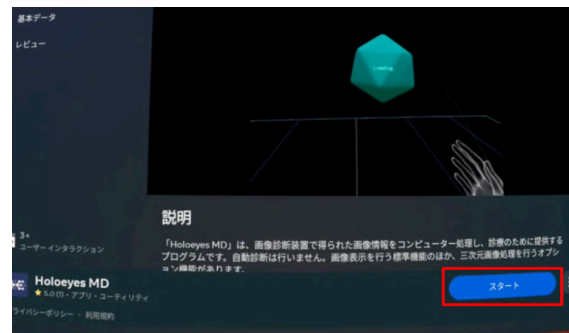 基本データ
レビュー
Loading...
説明
「Holoeyes MD」は、画像診断装置で得られた画像情報をコンピューター処理し、診療のために提供する
プログラムです。自動診断は行いません。画像表示を行う標準機能のほか、三次元画像処理を行うオプシ
ョン機能があります。
3+
ユーザーインタラクション
Holoeyes MD
★ 5.0 (1)・アプリ・ユーティリティ
スタート
ライバシーポリシー ・ 利用規約